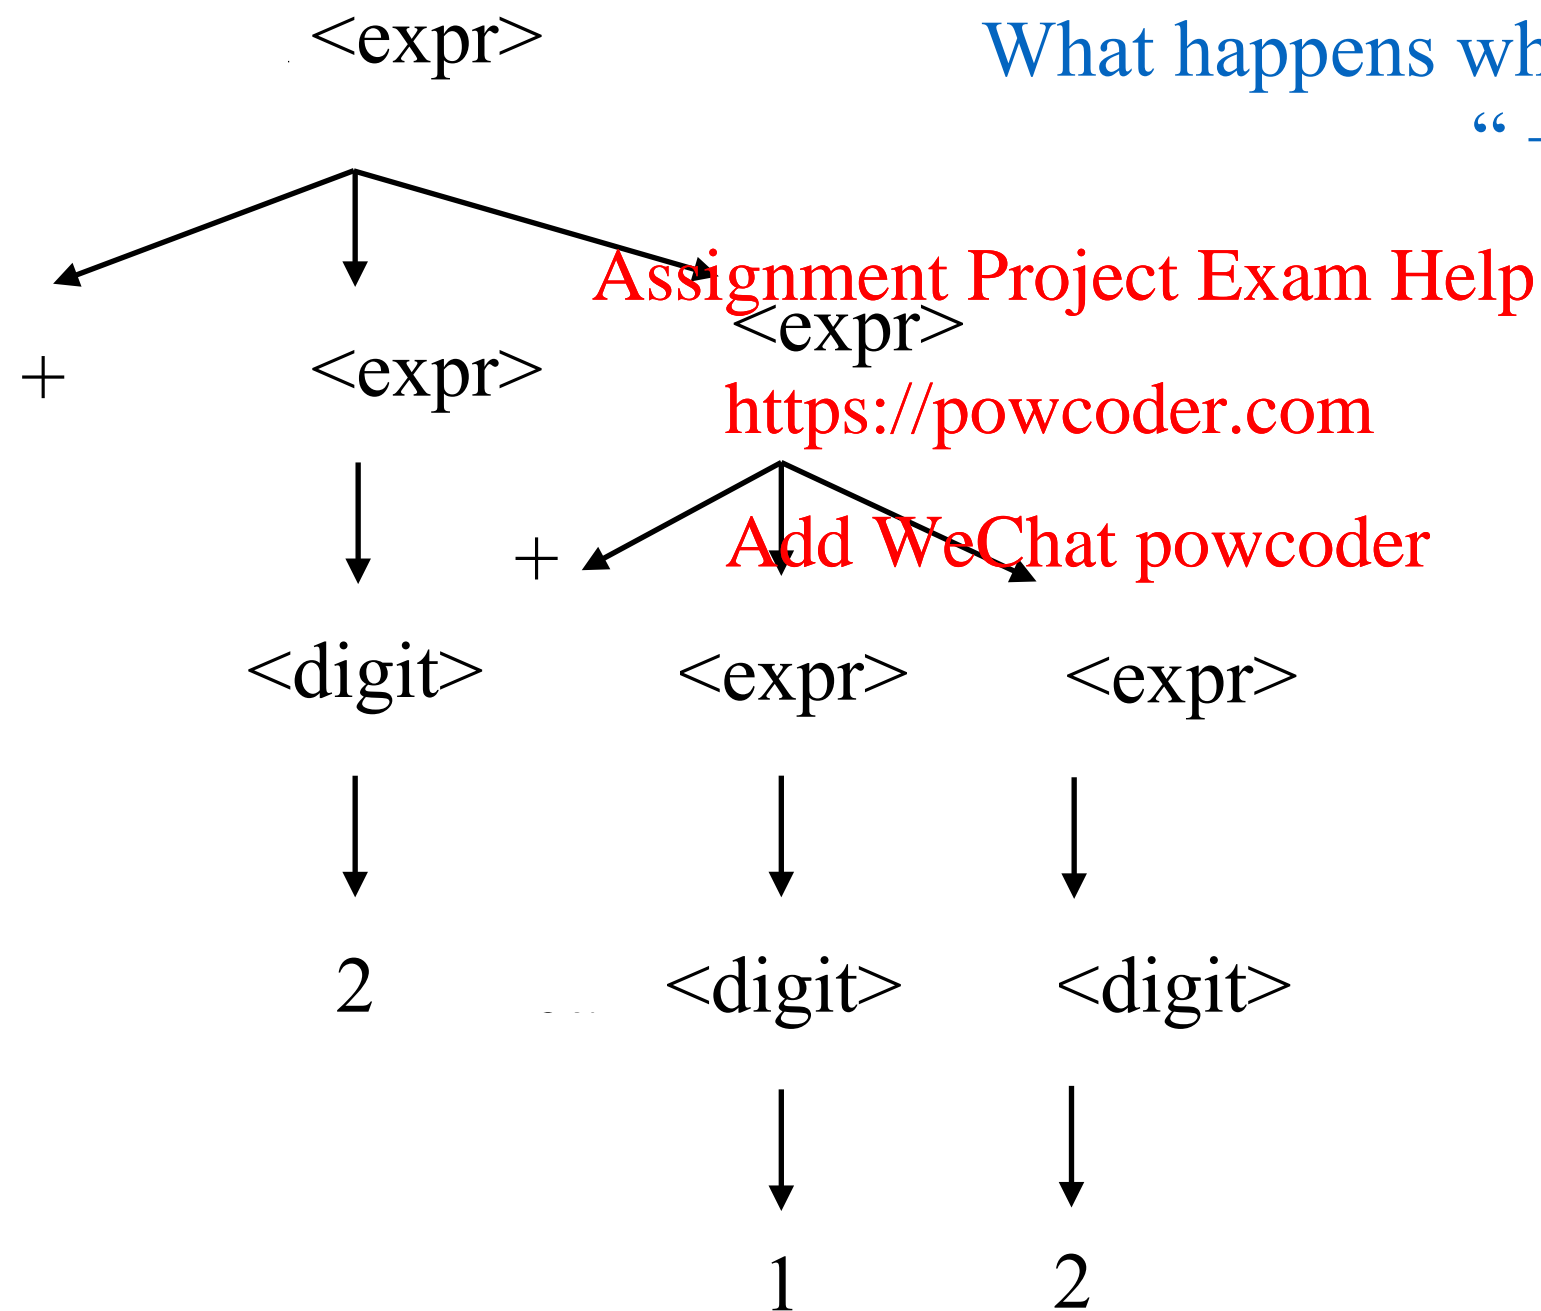 <expr>
What happens
“
Assignment Project Exam Help
<expr>
+
<expr>
https://powcoder.com
+
Add WeChat powcoder
<digit>
<expr>
<expr>
2
<digit>
<digit>
1
2